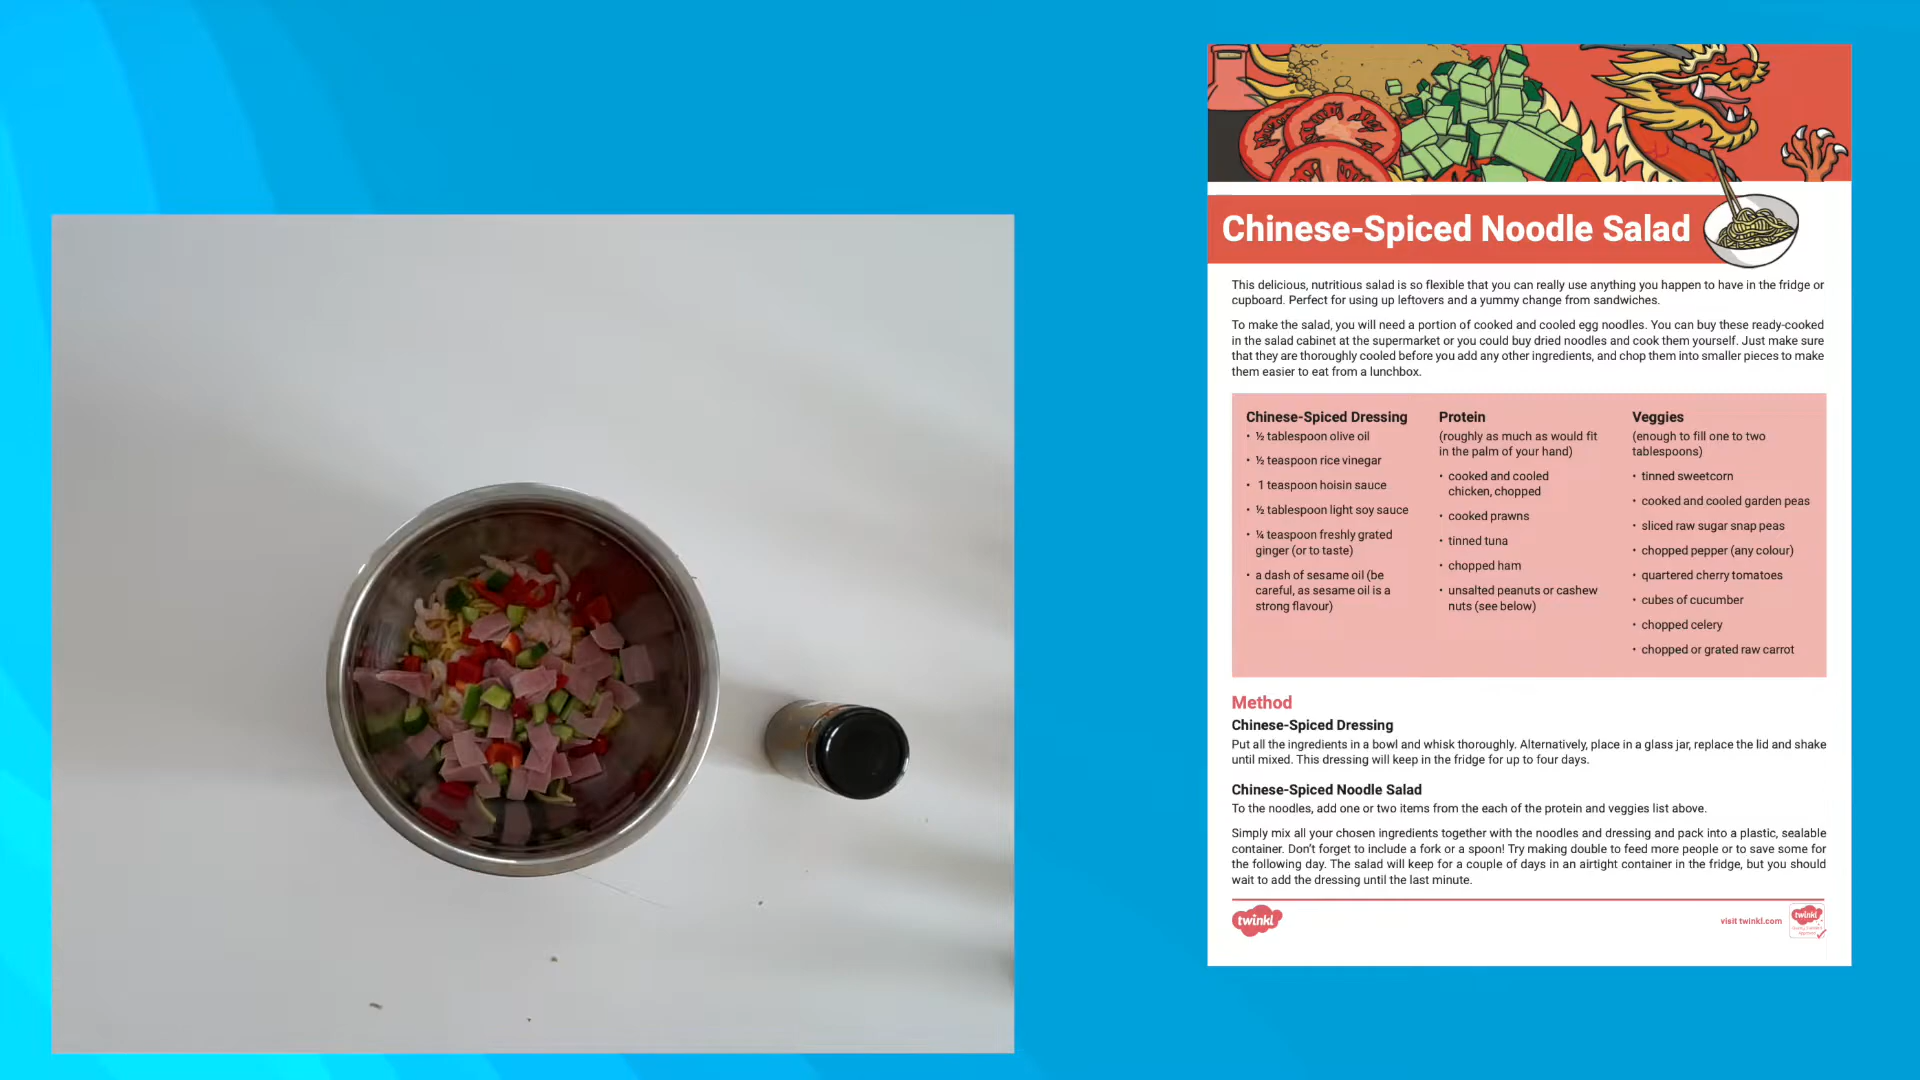 Chinese-Spiced Noodle Salad
This delicious, nutritious salad is so flexible that you can really use anything you happen to have in the fridge or
cupboard. Perfect for using up leftovers and a yummy change from sandwiches.
To make the salad, you will need a portion of cooked and cooled egg noodles. You can buy these ready-cooked
in the salad cabinet at the supermarket or you could buy dried noodles and cook them yourself. Just make sure
that they are thoroughly cooled before you add any other ingredients, and chop them into smaller pieces to make
them easier to eat from a lunchbox.
Chinese-Spiced Dressing
• ½ tablespoon olive oil
• ½ teaspoon rice vinegar
• 1 teaspoon hoisin sauce
• ½ tablespoon light soy sauce
• ¼ teaspoon freshly grated
ginger (or to taste)
• a dash of sesame oil (be
careful, as sesame oil is a
strong flavour)
Protein
(roughly as much as would fit
in the palm of your hand)
• cooked and cooled
chicken, chopped
• cooked prawns
• tinned tuna
• chopped ham
• unsalted peanuts or cashew
nuts (see below)
Veggies
(enough to fill one to two
tablespoons)
• tinned sweetcorn
• cooked and cooled garden peas
• sliced raw sugar snap peas
• chopped pepper (any colour)
• quartered cherry tomatoes
• cubes of cucumber
• chopped celery
• chopped or grated raw carrot
Method
Chinese-Spiced Dressing
Put all the ingredients in a bowl and whisk thoroughly. Alternatively, place in a glass jar, replace the lid and shake
until mixed. This dressing will keep in the fridge for up to four days.
Chinese-Spiced Noodle Salad
To the noodles, add one or two items from the each of the protein and veggies list above.
Simply mix all your chosen ingredients together with the noodles and dressing and pack into a plastic, sealable
container. Don't forget to include a fork or a spoon! Try making double to feed more people or to save some for
the following day. The salad will keep for a couple of days in an airtight container in the fridge, but you should
wait to add the dressing until the last minute.
twinkl
visit twinkl.com
twinkl